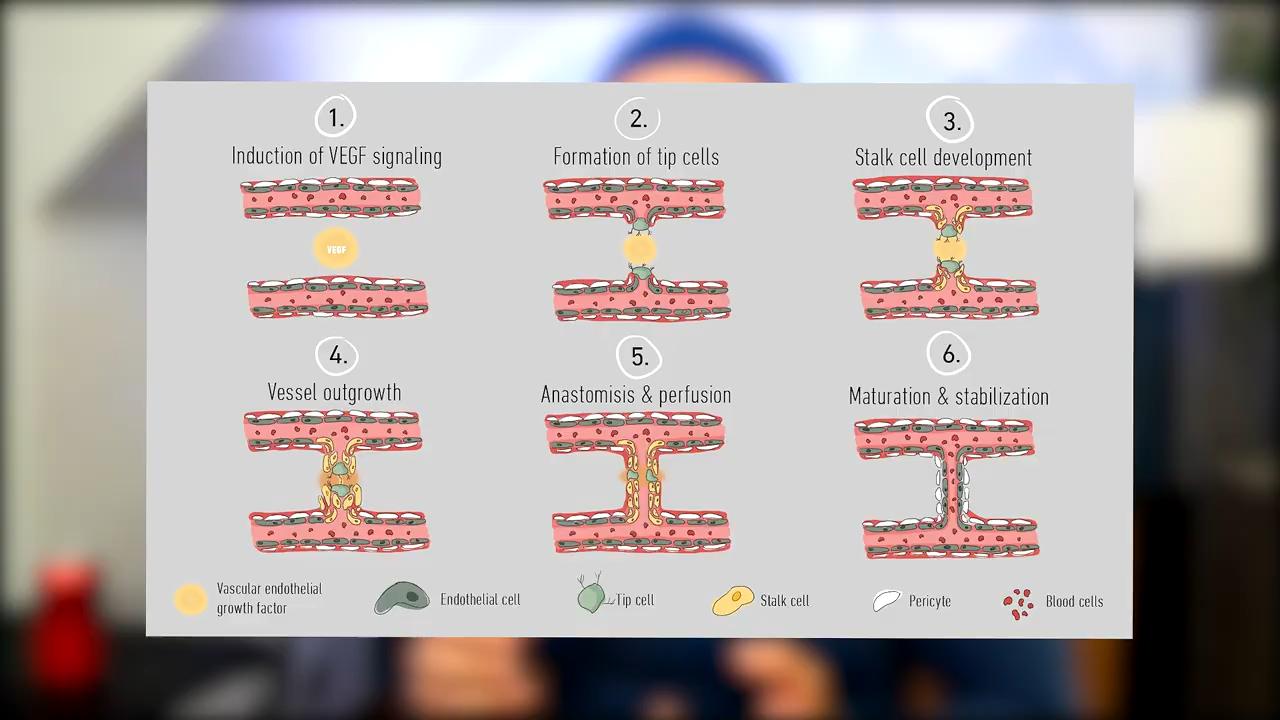 1.
Induction of VEGF signaling
VEGF
2.
Formation of tip cells
3.
Stalk cell development
4.
Vessel outgrowth
5.
Anastomisis & perfusion
6.
Maturation & stabilization
Vascular endothelial
growth factor
Endothelial cell
Tip cell
Stalk cell
Pericyte
Blood cells